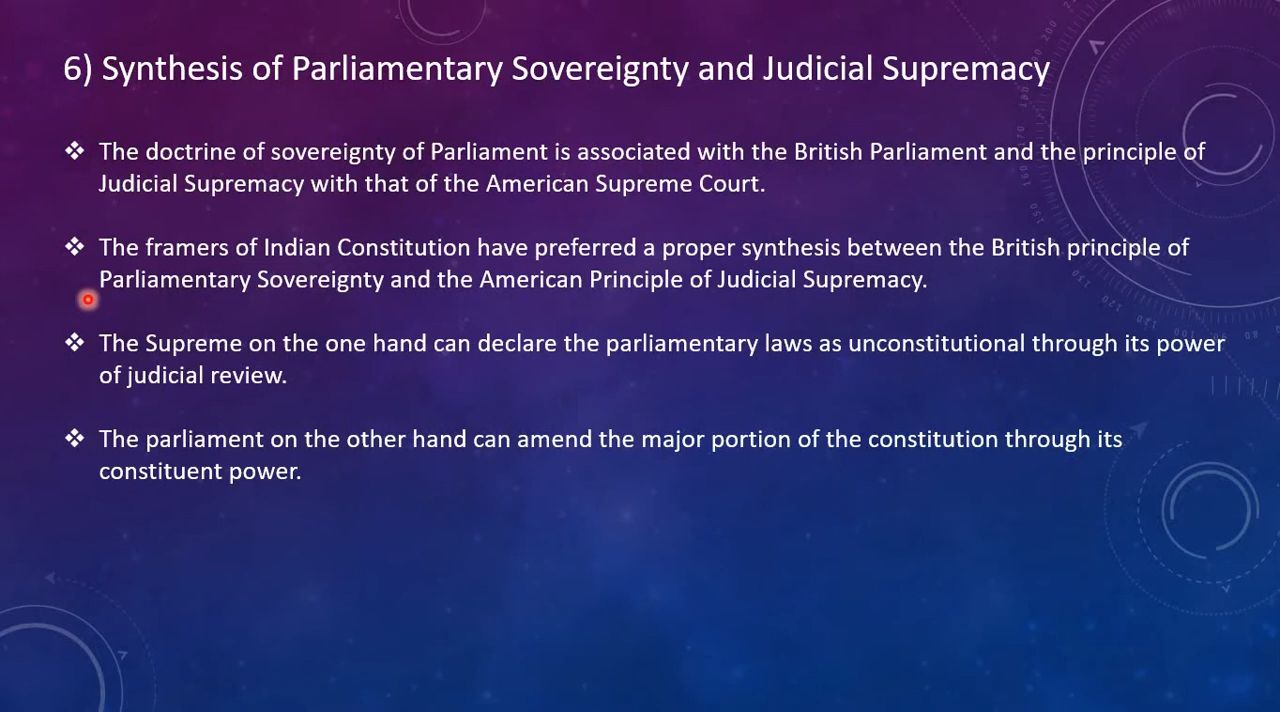 6) Synthesis of Parliamentary Sovereignty and Judicial Supremacy
❖ The doctrine of sovereignty of Parliament is associated with the British Parliament and the principle of
Judicial Supremacy with that of the American Supreme Court.
❖ The framers of Indian Constitution have preferred a proper synthesis between the British principle of
Parliamentary Sovereignty and the American Principle of Judicial Supremacy.
❖ The Supreme on the one hand can declare the parliamentary laws as unconstitutional through its power
of judicial review.
❖ The parliament on the other hand can amend the major portion of the constitution through its
constituent power.